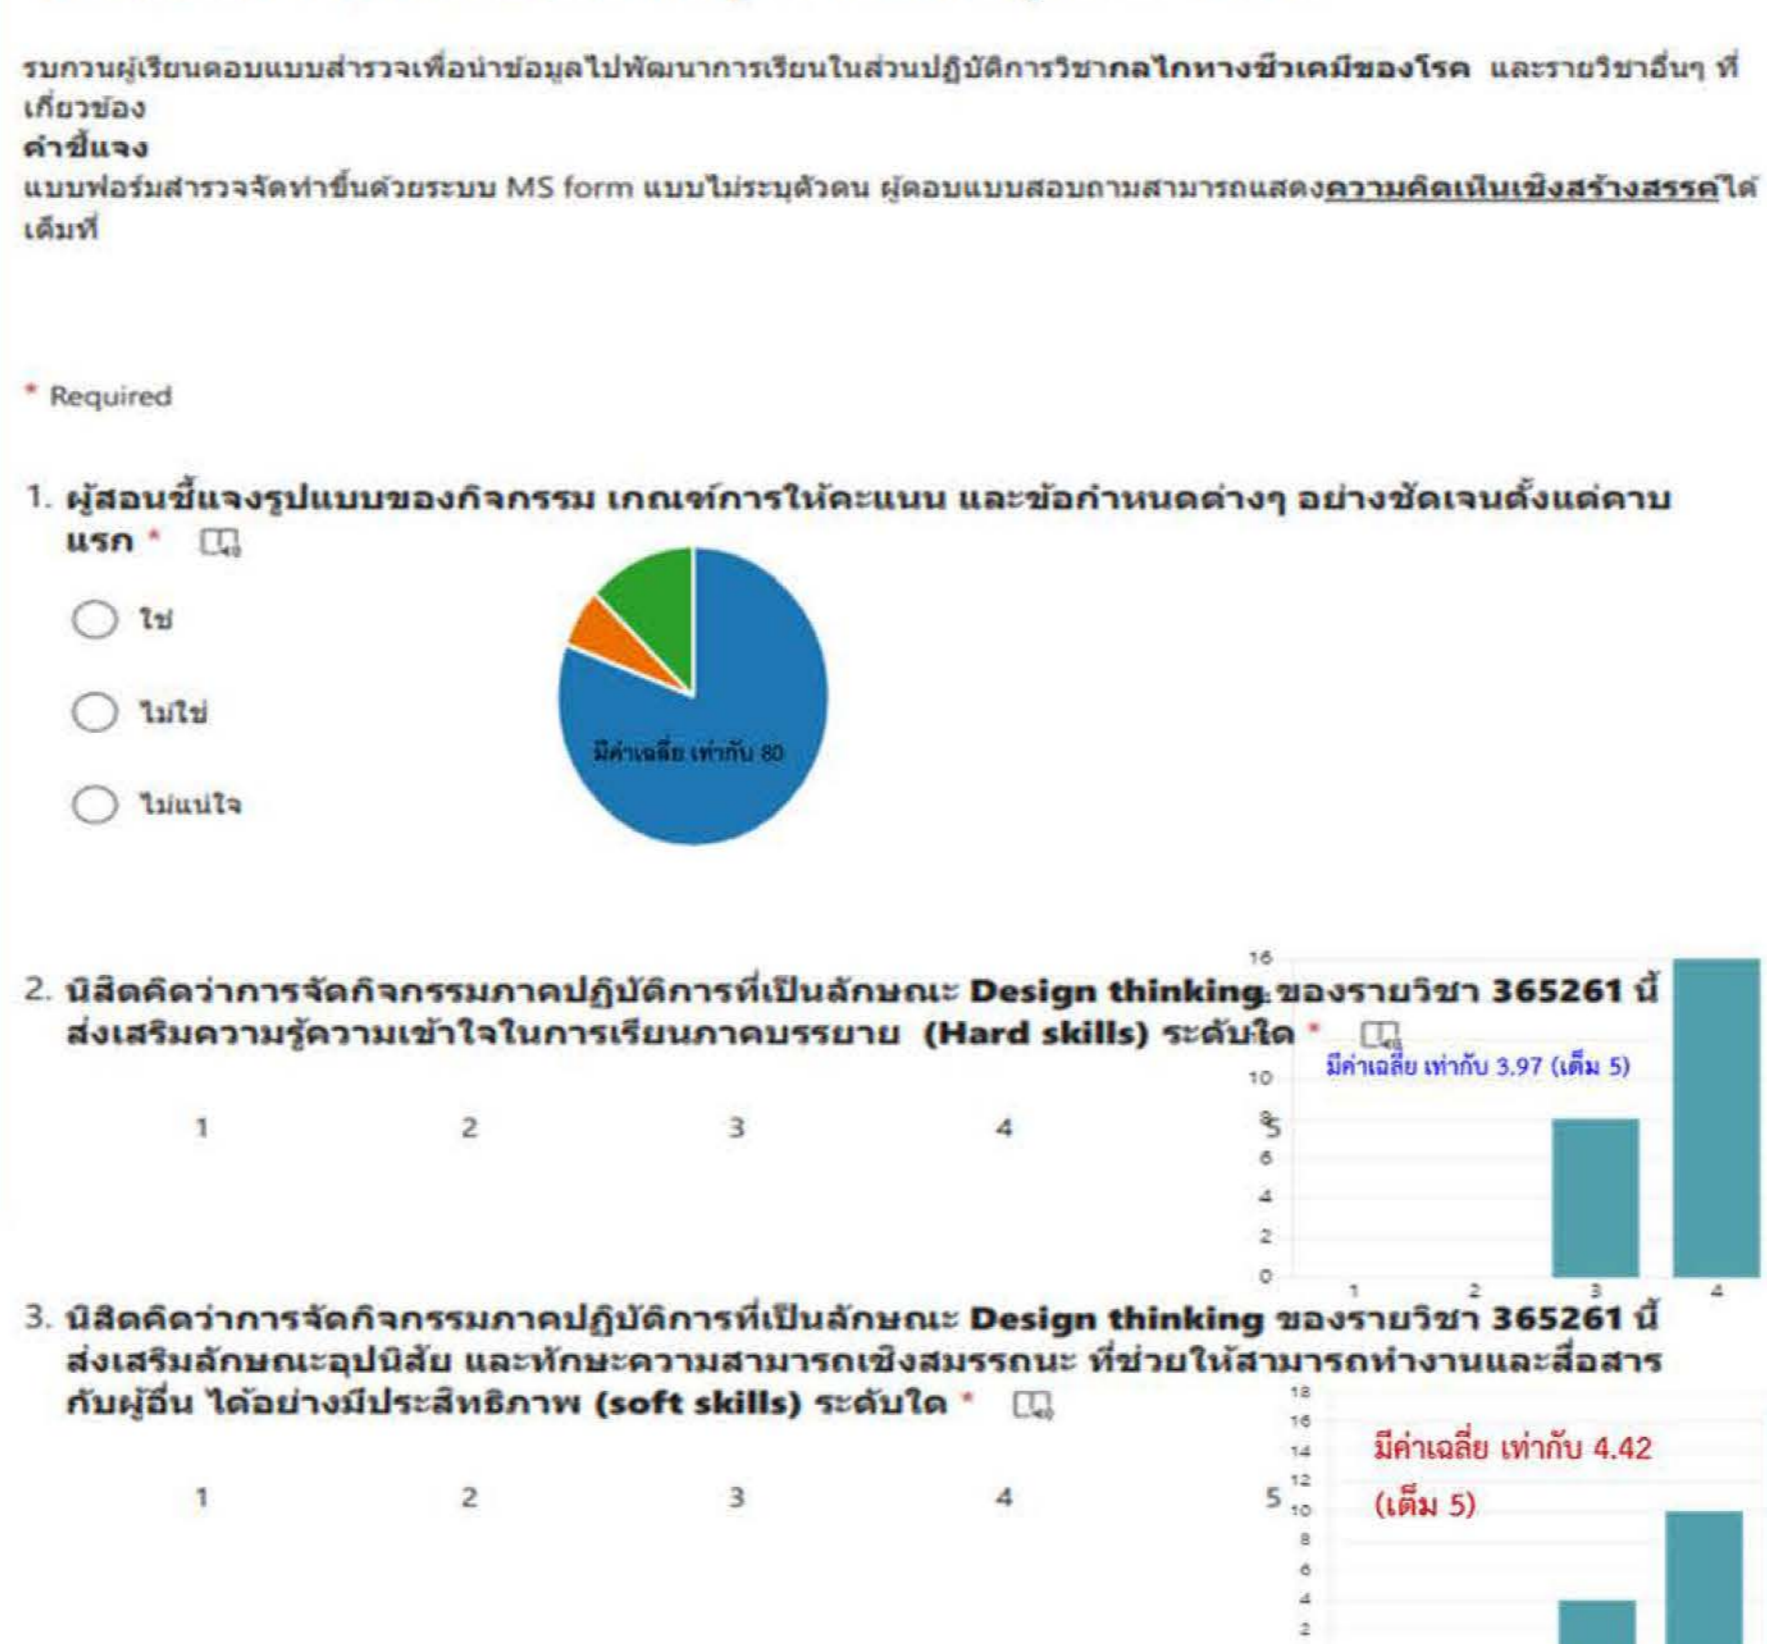 รบกวนผู้เรียนตอบแบบสำรวจเพื่อนำข้อมูลไปพัฒนาการเรียนในส่วนปฏิบัติการวิชากลไกทางชีวเคมีของโรค และรายวิชาอื่นๆ ที่
เกี่ยวข้อง
คำชี้แจง
แบบฟอร์มสำรวจจัดทำขึ้นด้วยระบบ MS form แบบไม่ระบุตัวตน ผู้ตอบแบบสอบถามสามารถแสดงความคิดเห็นเชิงสร้างสรรค์ได้
เต็มที่
* Required
1. ผู้สอนชี้แจงรูปแบบของกิจกรรม เกณฑ์การให้คะแนน และข้อกำหนดต่างๆ อย่างชัดเจนตั้งแต่คาบ
แรก *
ใช่
ไม่ใช่
ไม่แน่ใจ
มีค่าเฉลี่ย เท่ากับ 80
2. นิสิตคิดว่าการจัดกิจกรรมภาคปฏิบัติการที่เป็นลักษณะ Design thinking ของรายวิชา 365261 นี้
ส่งเสริมความรู้ความเข้าใจในการเรียนภาคบรรยาย (Hard skills) ระดับใด *
1 2 3 4 5
มีค่าเฉลี่ย เท่ากับ 3.97 (เต็ม 5)
16
10
8
6
4
2
0
1 2 3 4
3. นิสิตคิดว่าการจัดกิจกรรมภาคปฏิบัติการที่เป็นลักษณะ Design thinking ของรายวิชา 365261 นี้
ส่งเสริมลักษณะอุปนิสัย และทักษะความสามารถเชิงสมรรถนะ ที่ช่วยให้สามารถทำงานและสื่อสาร
กับผู้อื่น ได้อย่างมีประสิทธิภาพ (soft skills) ระดับใด *
1 2 3 4 5
มีค่าเฉลี่ย เท่ากับ 4.42
(เต็ม 5)
18
16
14
12
10
8
6
4
2